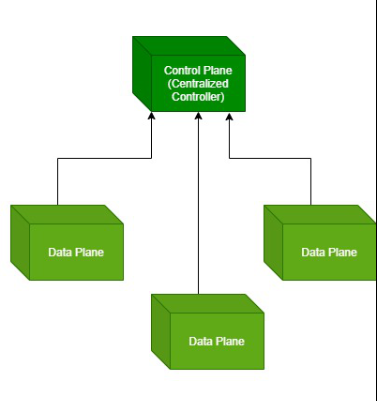 Control Plane
(Centralized
Controller)
Data Plane
Data Plane
Data Plane